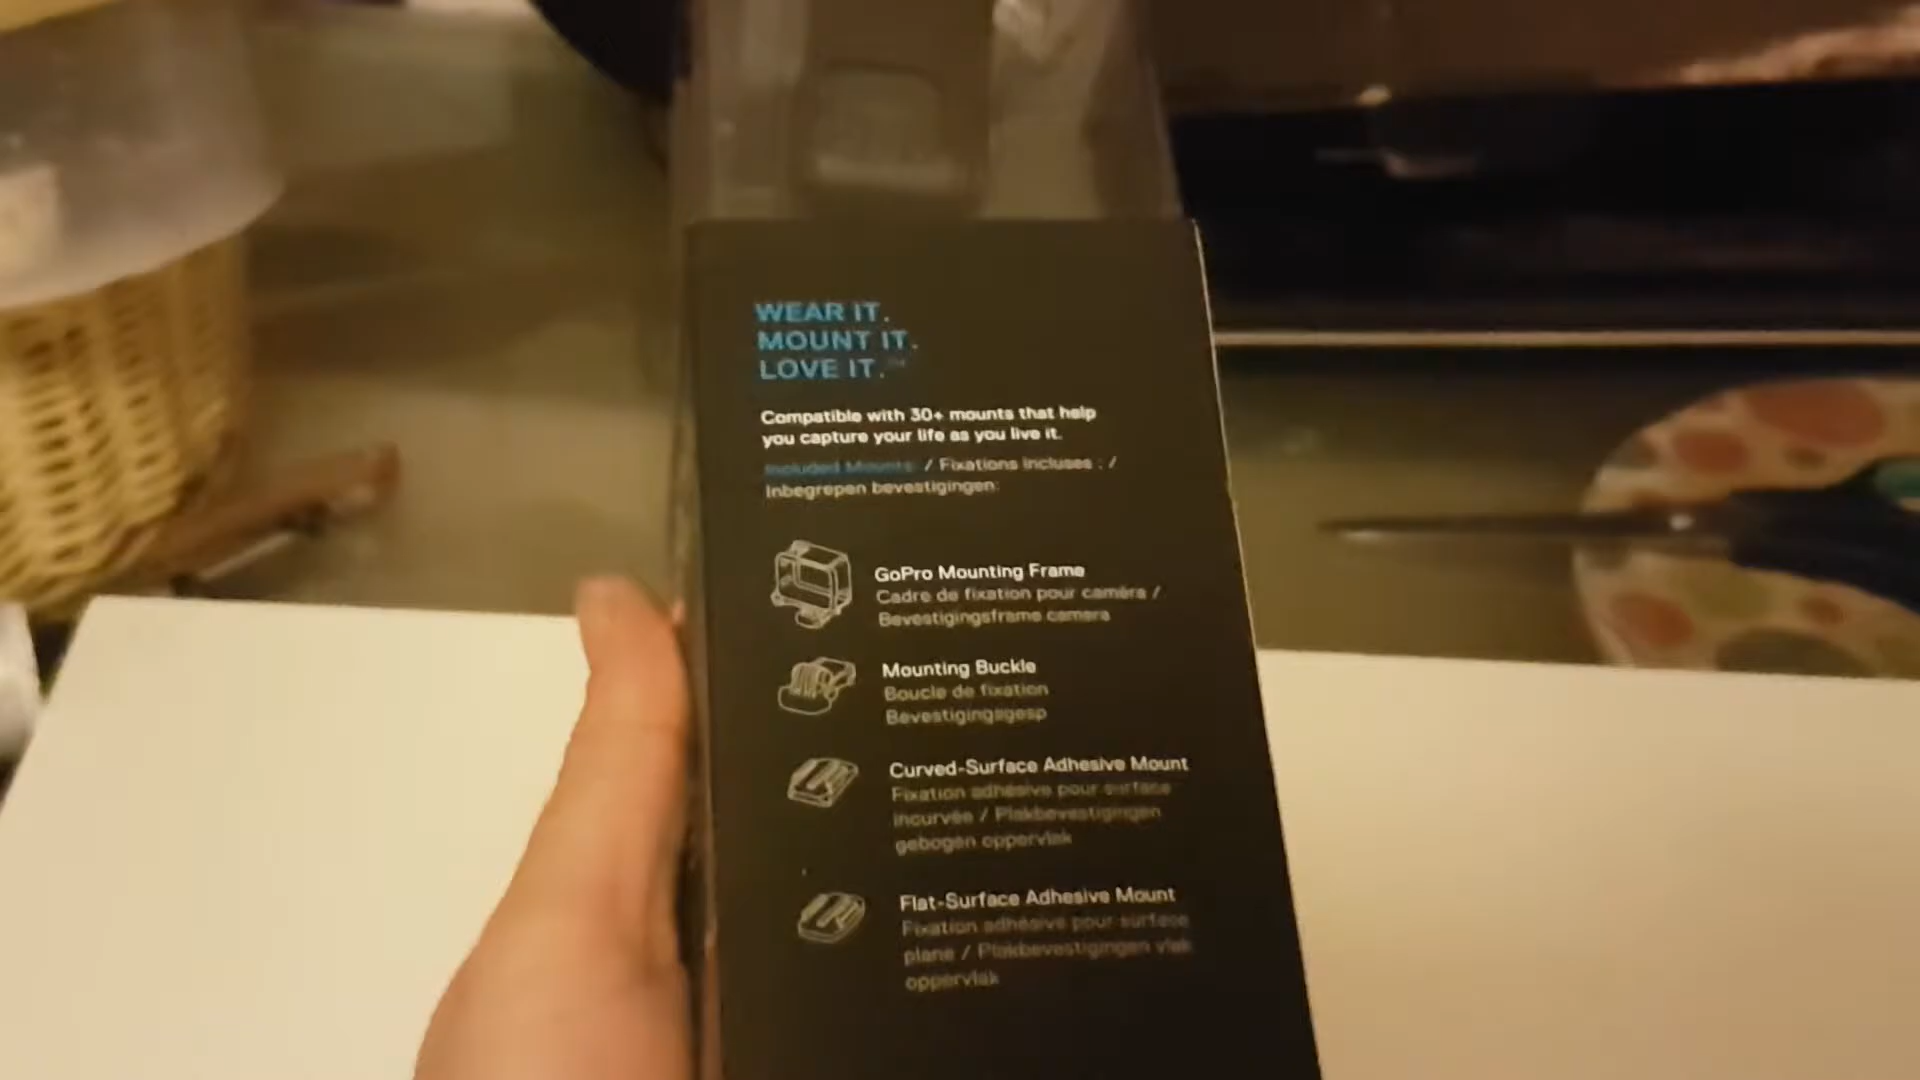 WEAR IT.
MOUNT IT.
LOVE IT.™
Compatible with 30+ mounts that help
you capture your life as you live it.
Included Mounts: / Fixations incluses : /
Inbegrepen bevestigingen:
GoPro Mounting Frame
Cadre de fixation pour caméra /
Bevestigingsframe camera
Mounting Buckle
Boucle de fixation
Bevestigingsgesp
Curved-Surface Adhesive Mount
Fixation adhésive pour surface
incurvée / Plakbevestigingen
gebogen oppervlak
Flat-Surface Adhesive Mount
Fixation adhésive pour surface
plane / Plakbevestigingen vlak
oppervlak